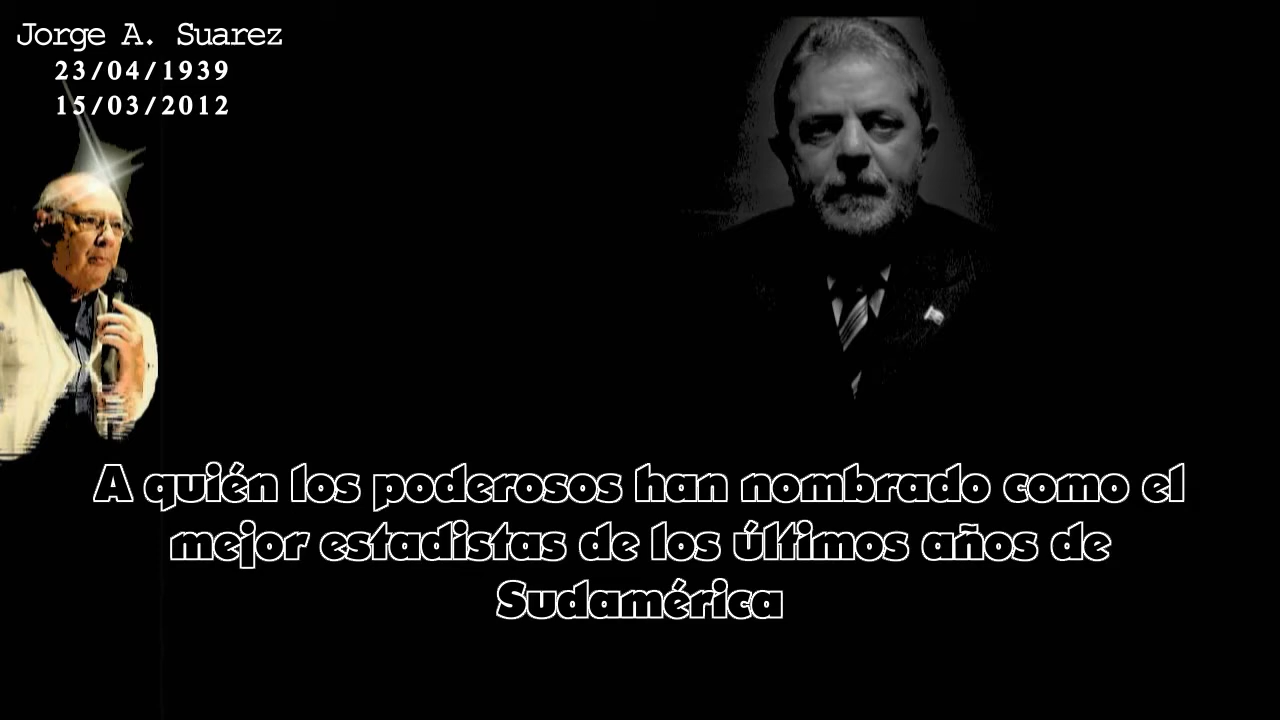 Jorge A. Suarez
23/04/1939
15/03/2012
A quién los poderosos han nombrado como el
mejor estadistas de los últimos años de
Sudamérica